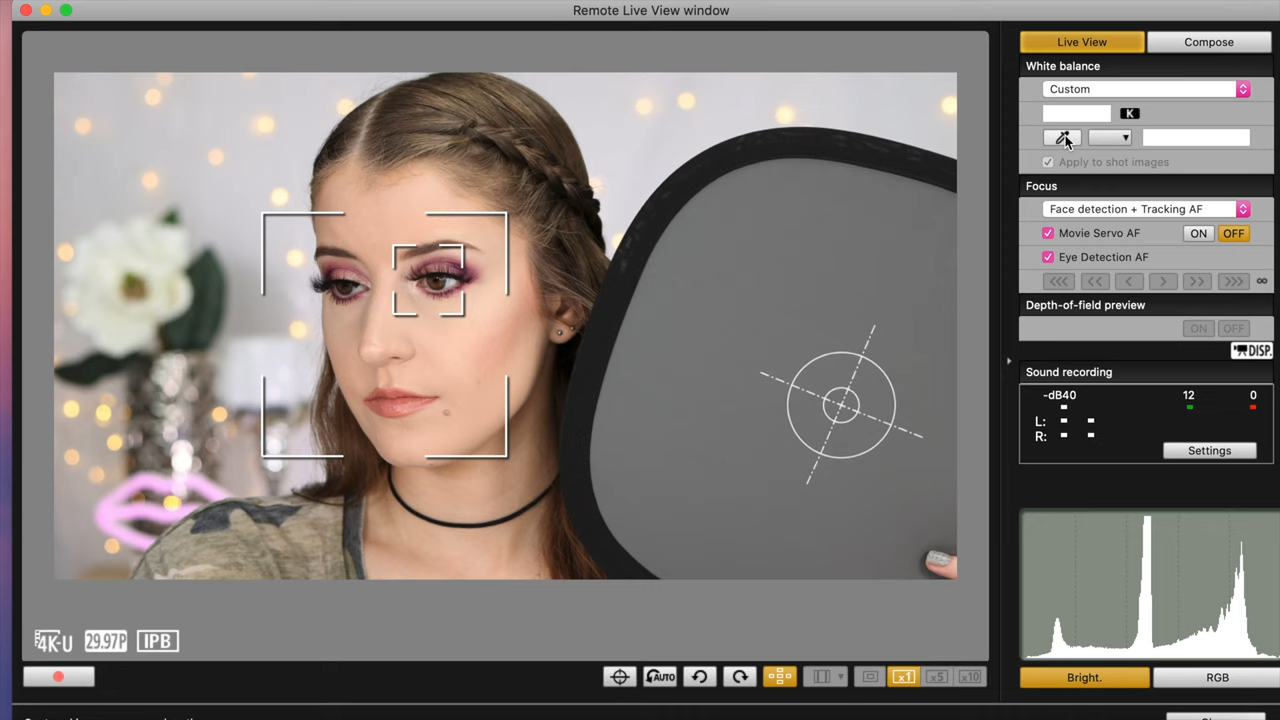 Remote Live View window
Live View
Compose
White balance
Custom
K
Apply to shot images
Focus
Face detection + Tracking AF
Movie Servo AF
ON
OFF
Eye Detection AF
<<<
<<
<
>
>>
>>>
∞
Depth-of-field preview
ON
OFF
DISP.
Sound recording
-dB40
12
0
L:
R:
Settings
4K-U
29.97P
IPB
AUTO
x1
x5
x10
Bright.
RGB